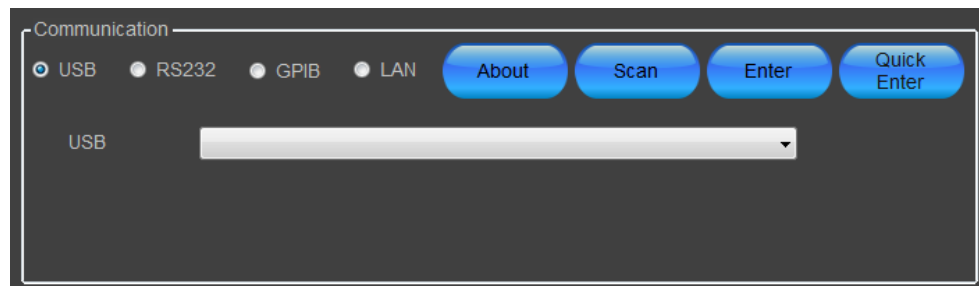 Communication
USB RS232 GPIB LAN About Scan Enter Quick Enter
USB